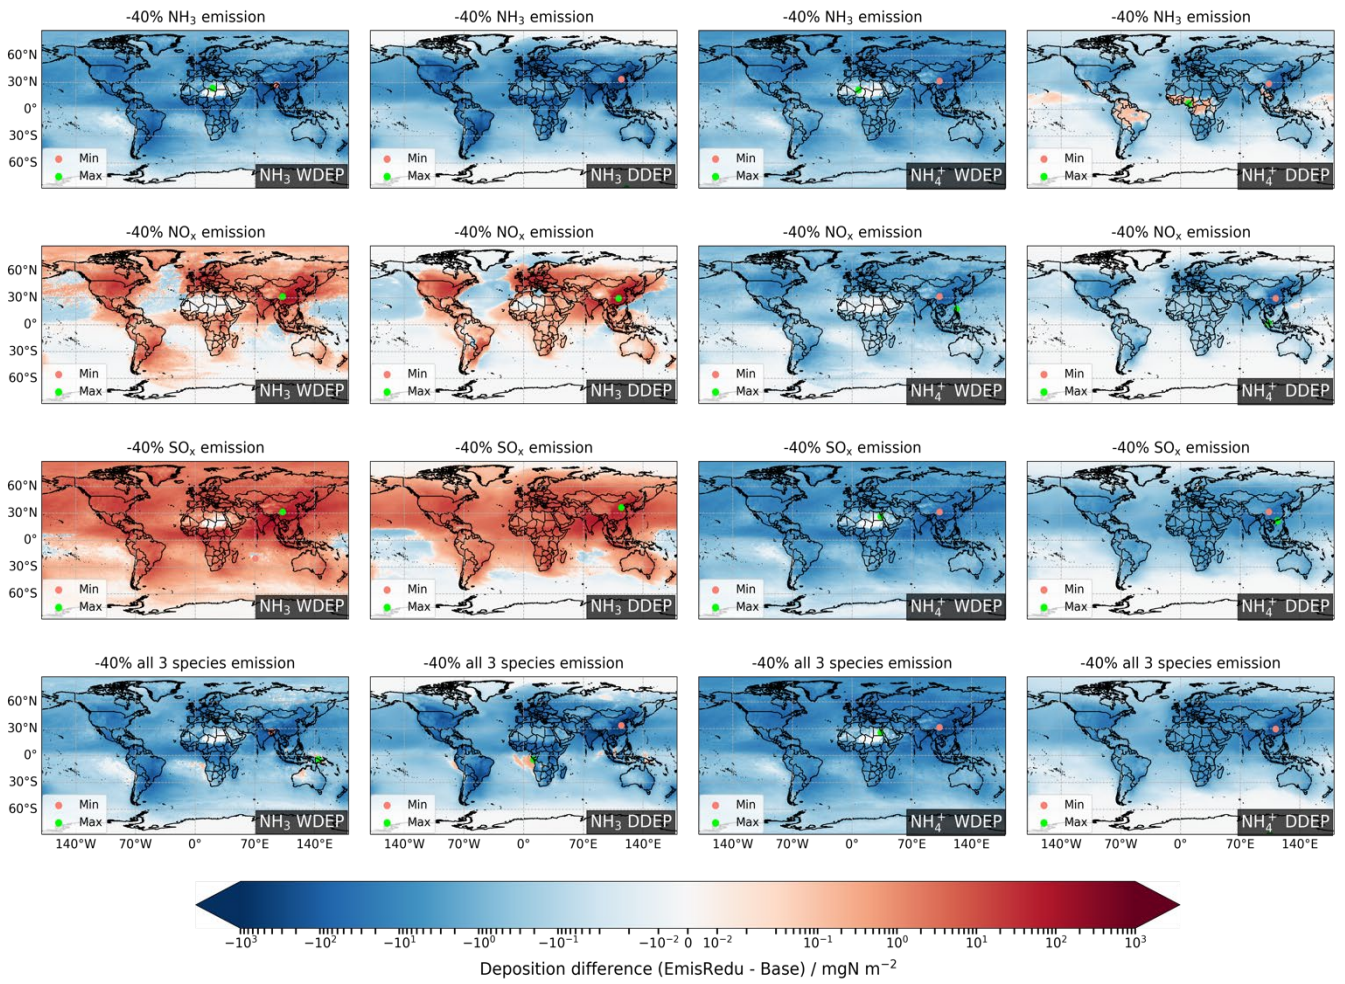 -40% NH₃ emission
-40% NH₃ emission
-40% NH₃ emission
-40% NH₃ emission
60°N
30°N
0°
30°S
60°S
Min
Max
NH₃ WDEP
Min
Max
NH₃ DDEP
Min
Max
NH₄⁺ WDEP
Min
Max
NH₄⁺ DDEP
-40% NOₓ emission
-40% NOₓ emission
-40% NOₓ emission
-40% NOₓ emission
60°N
30°N
0°
30°S
60°S
Min
Max
NH₃ WDEP
Min
Max
NH₃ DDEP
Min
Max
NH₄⁺ WDEP
Min
Max
NH₄⁺ DDEP
-40% SOₓ emission
-40% SOₓ emission
-40% SOₓ emission
-40% SOₓ emission
60°N
30°N
0°
30°S
60°S
Min
Max
NH₃ WDEP
Min
Max
NH₃ DDEP
Min
Max
NH₄⁺ WDEP
Min
Max
NH₄⁺ DDEP
-40% all 3 species emission
-40% all 3 species emission
-40% all 3 species emission
-40% all 3 species emission
60°N
30°N
0°
30°S
60°S
Min
Max
NH₃ WDEP
Min
Max
NH₃ DDEP
Min
Max
NH₄⁺ WDEP
Min
Max
NH₄⁺ DDEP
140°W 70°W 0° 70°E 140°E
140°W 70°W 0° 70°E 140°E
140°W 70°W 0° 70°E 140°E
140°W 70°W 0° 70°E 140°E
−10³ −10² −10¹ −10⁰ −10⁻¹ −10⁻² 0 10⁻² 10⁻¹ 10⁰ 10¹ 10² 10³
Deposition difference (EmisRedu - Base) / mgN m⁻²